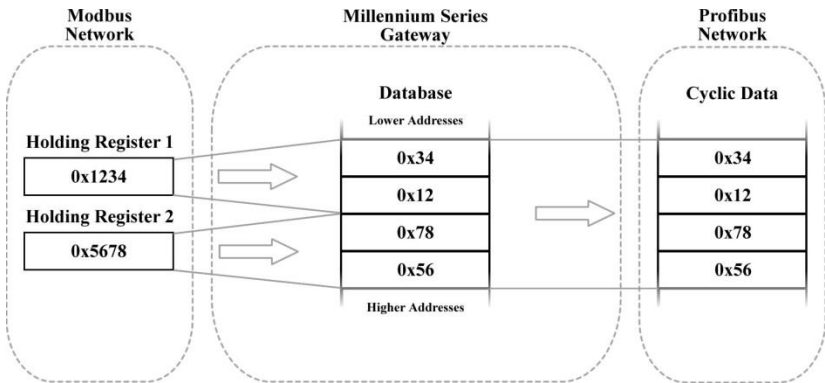 Modbus
Network
Millennium Series
Gateway
Profibus
Network
Database
Cyclic Data
Lower Addresses
Holding Register 1
0x1234
Holding Register 2
0x5678
0x34
0x12
0x78
0x56
Higher Addresses
0x34
0x12
0x78
0x56